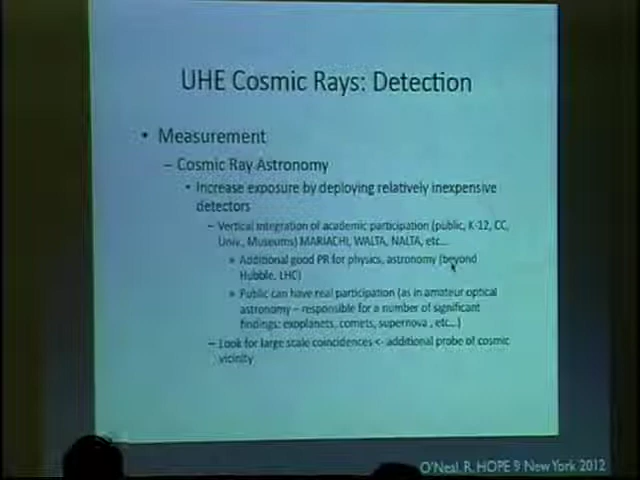 UHE Cosmic Rays: Detection
• Measurement
– Cosmic Ray Astronomy
• Increase exposure by deploying relatively inexpensive
detectors
– Vertical integration of academic participation (public, K-12, CC,
Univ., Museums) MARIACHI, WALTA, NALTA, etc...
» Additional good PR for physics, astronomy (beyond
Hubble, LHC)
» Public can have real participation (as in amateur optical
astronomy – responsible for a number of significant
findings: exoplanets, comets, supernova , etc...)
– Look for large scale coincidences <- additional probe of cosmic
vicinity
O'Neal, R. HOPE 9 New York 2012